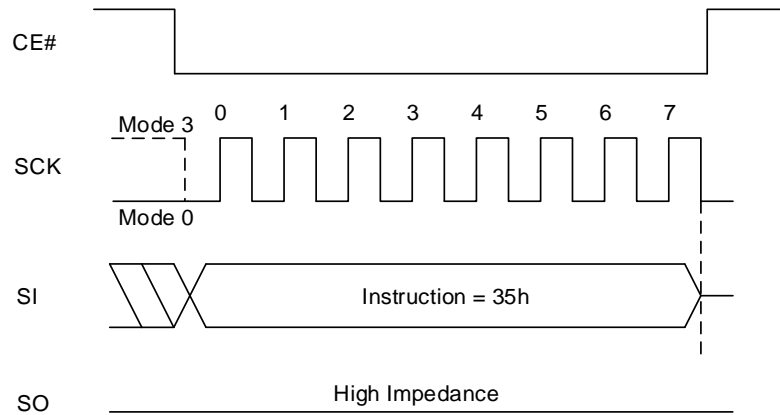 CE#
0 1 2 3 4 5 6 7
Mode 3
SCK
Mode 0
SI
Instruction = 35h
High Impedance
SO